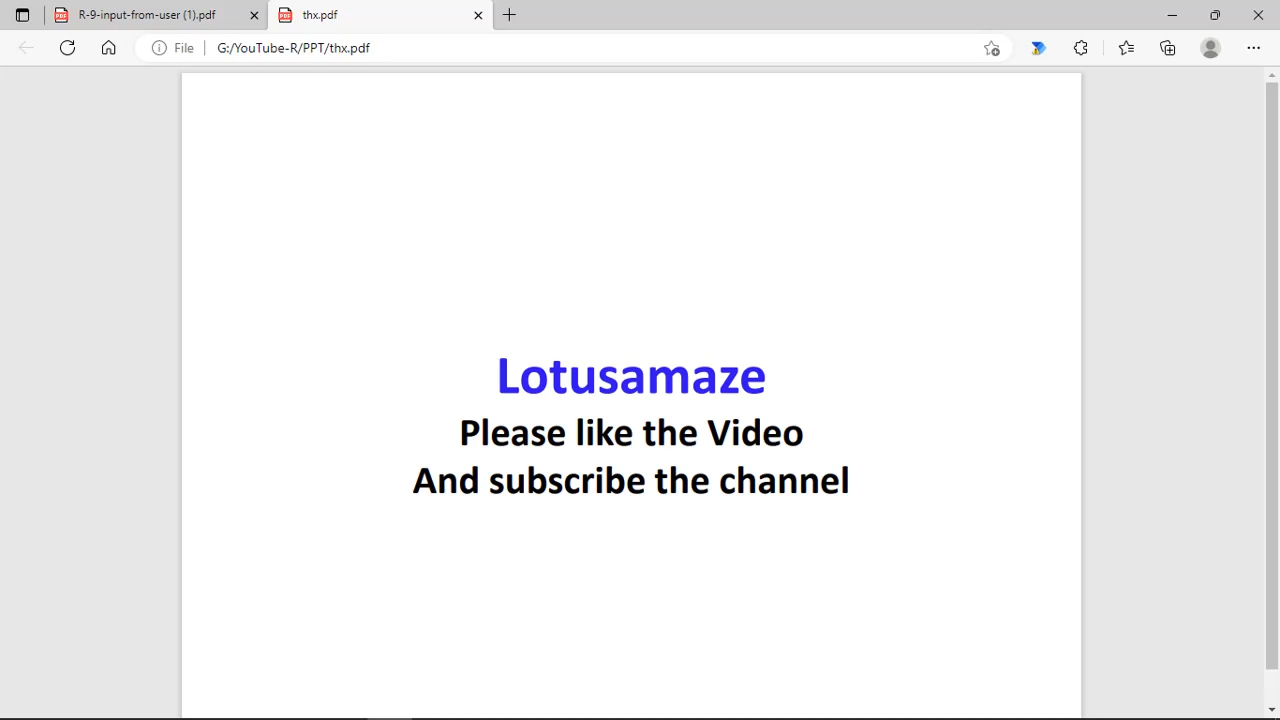 R-9-input-from-user (1).pdf
thx.pdf
File
G:/YouTube-R/PPT/thx.pdf
Lotusamaze
Please like the Video
And subscribe the channel